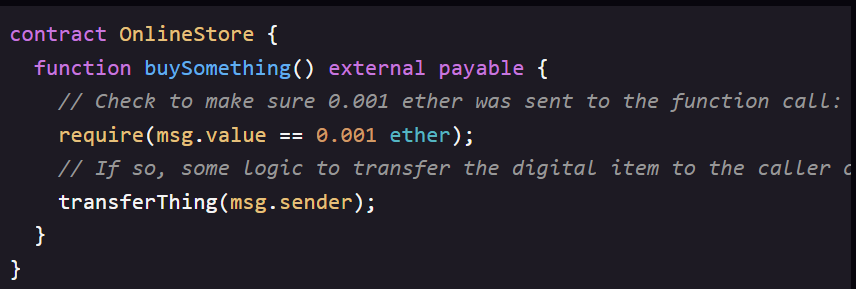 contract OnlineStore {
function buySomething() external payable {
// Check to make sure 0.001 ether was sent to the function call:
require(msg.value == 0.001 ether);
// If so, some logic to transfer the digital item to the caller
transferThing(msg.sender);
}
}